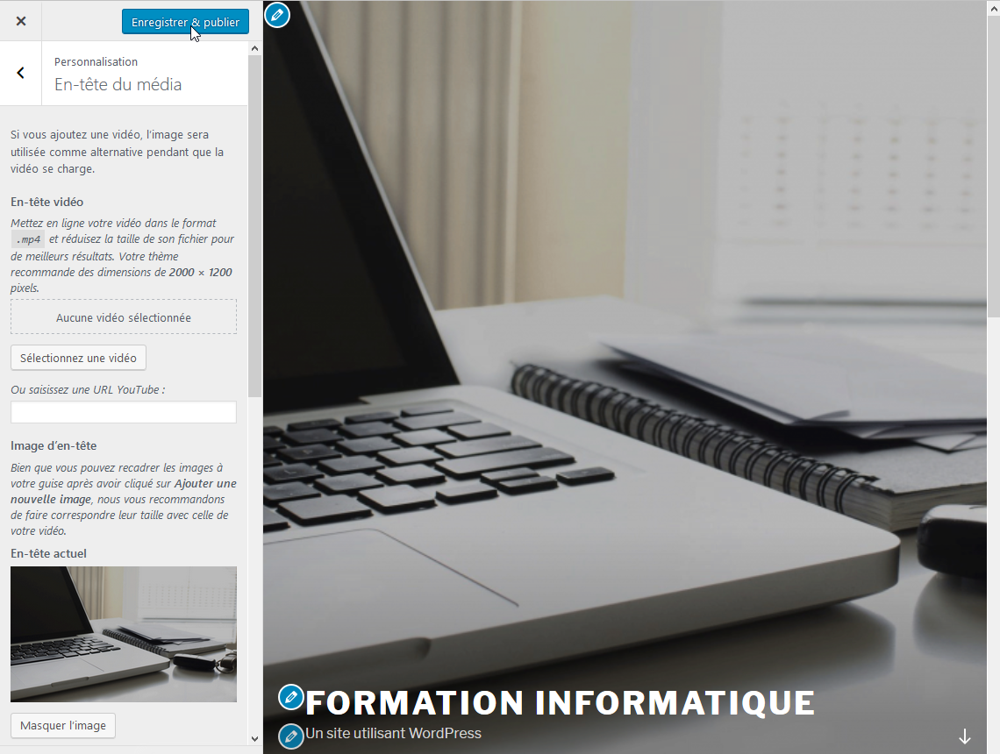 Enregistrer & publier
Personnalisation
En-tête du média
Si vous ajoutez une vidéo, l’image sera
utilisée comme alternative pendant que la
vidéo se charge.
En-tête vidéo
Mettez en ligne votre vidéo dans le format
.mp4 et réduisez la taille de son fichier pour
de meilleurs résultats. Votre thème
recommande des dimensions de 2000 × 1200
pixels.
Aucune vidéo sélectionnée
Sélectionnez une vidéo
Ou saisissez une URL YouTube :
Image d’en-tête
Bien que vous pouvez recadrer les images à
votre guise après avoir cliqué sur Ajouter une
nouvelle image, nous vous recommandons
de faire correspondre leur taille avec celle de
votre vidéo.
En-tête actuel
Masquer l’image
FORMATION INFORMATIQUE
Un site utilisant WordPress